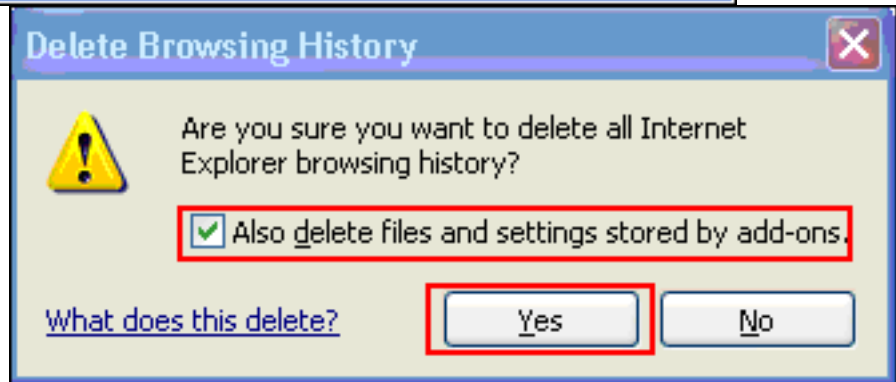 Delete Browsing History
Are you sure you want to delete all Internet
Explorer browsing history?
Also delete files and settings stored by add-ons.
What does this delete?
Yes
No